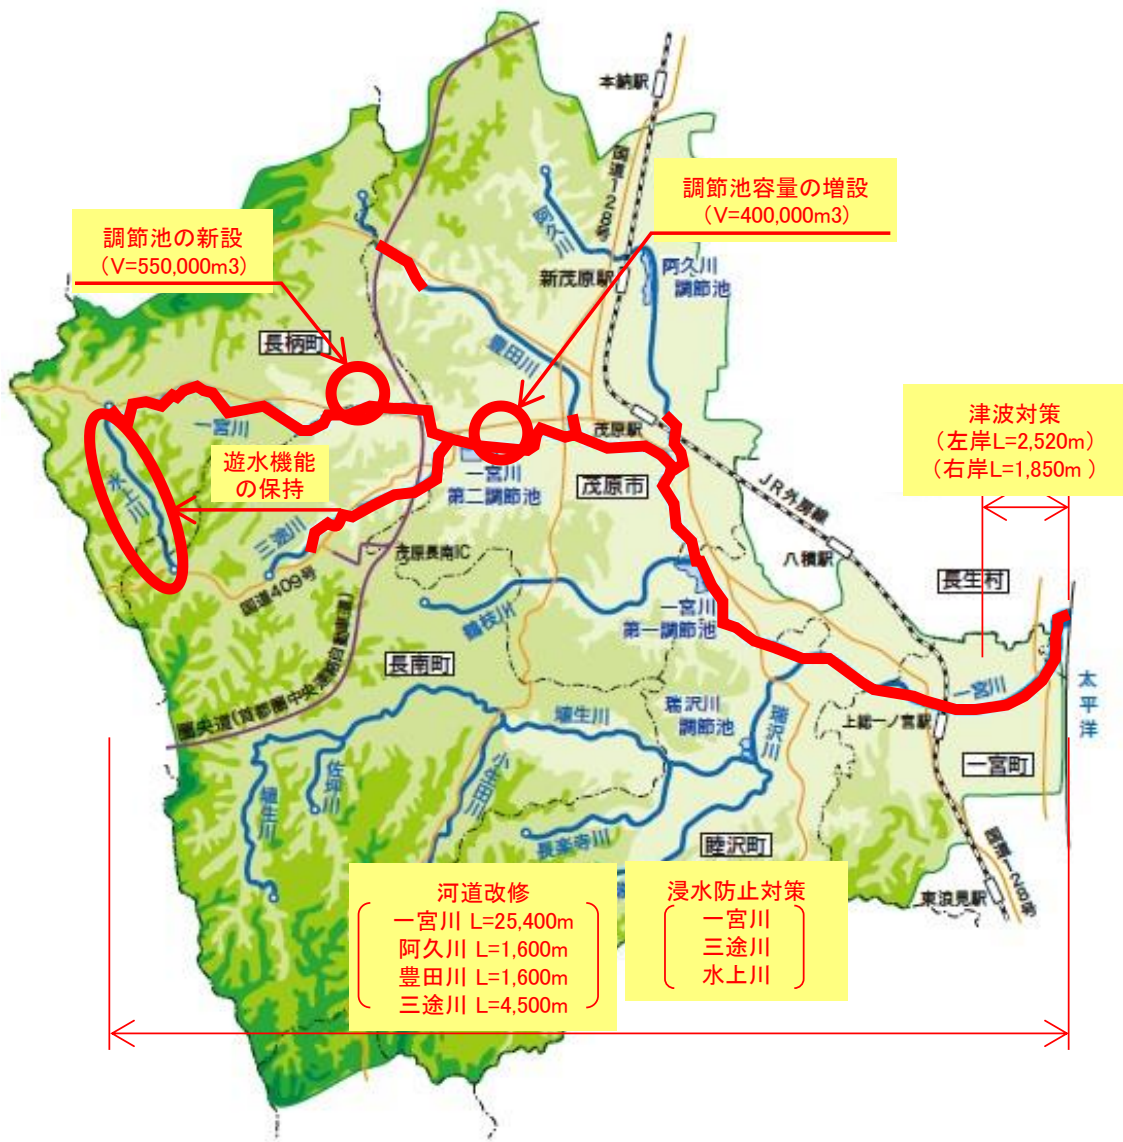 本納駅
国道128号
調節池容量の増設
(V=400,000m3)
調節池の新設
(V=550,000m3)
阿久川
新茂原駅
阿久川
調節池
長柄町
豊田川
茂原駅
一宮川
津波対策
(左岸L=2,520m)
(右岸L=1,850m )
遊水機能
の保持
水上川
一宮川
第二調節池
茂原市
JR外房線
三途川
茂原長南IC
八積駅
長生村
国道409号
鶴枝川
一宮川
第一調節池
圏央道(首都圏中央連絡自動車道)
長南町
一宮川
太平洋
瑞沢川
調節池
瑞沢川
上総一ノ宮駅
埴生川
小生田川
佐坪川
埴生川
一宮町
長楽寺川
睦沢町
国道128号
東浪見駅
河道改修
一宮川 L=25,400m
阿久川 L=1,600m
豊田川 L=1,600m
三途川 L=4,500m
浸水防止対策
一宮川
三途川
水上川